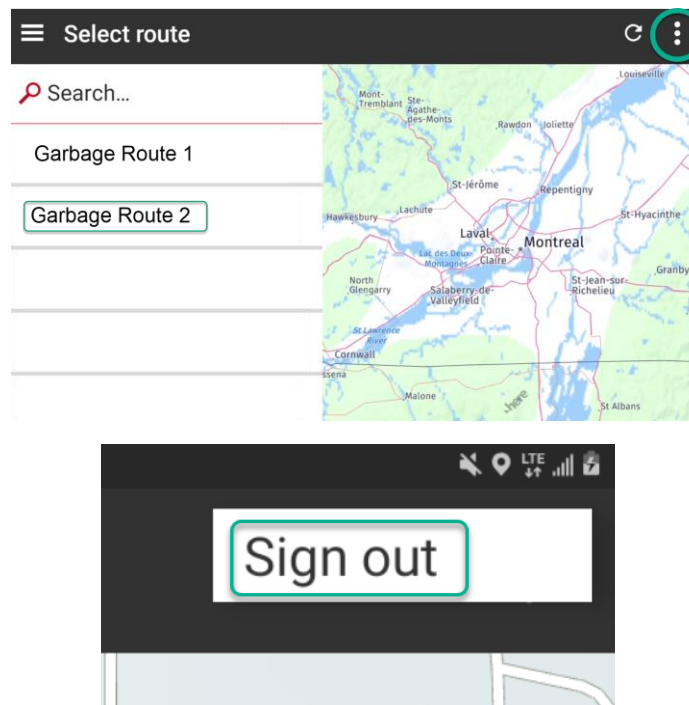 Select route
Search...
Garbage Route 1
Garbage Route 2
Louiseville
Mont-
Tremblant
Ste-
Agathe-
des-Monts
Rawdon
Joliette
St-Jérôme
Repentigny
Hawkesbury
Lachute
St-Hyacinthe
Laval
Pointe-
Claire
Montreal
Lac des Deux
Montagnes
North
Glengarry
Salaberry-de-
Valleyfield
St-Jean-sur-
Richelieu
Granby
St Lawrence
River
Cornwall
ssena
Malone
here
St Albans
LTE
Sign out